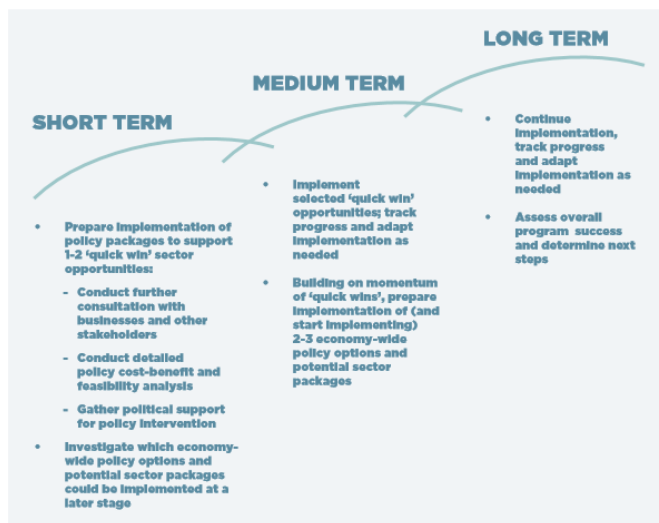 SHORT TERM
• Prepare implementation of
policy packages to support
1-2 ‘quick win’ sector
opportunities:
- Conduct further
consultation with
businesses and other
stakeholders
- Conduct detailed
policy cost-benefit and
feasibility analysis
- Gather political support
for policy intervention
• Investigate which economy-
wide policy options and
potential sector packages
could be implemented at a
later stage
MEDIUM TERM
• Implement
selected ‘quick win’
opportunities; track
progress and adapt
implementation as
needed
• Building on momentum
of ‘quick wins’, prepare
implementation of (and
start implementing)
2-3 economy-wide
policy options and
potential sector
packages
LONG TERM
• Continue
implementation,
track progress
and adapt
implementation as
needed
• Assess overall
program success
and determine next
steps